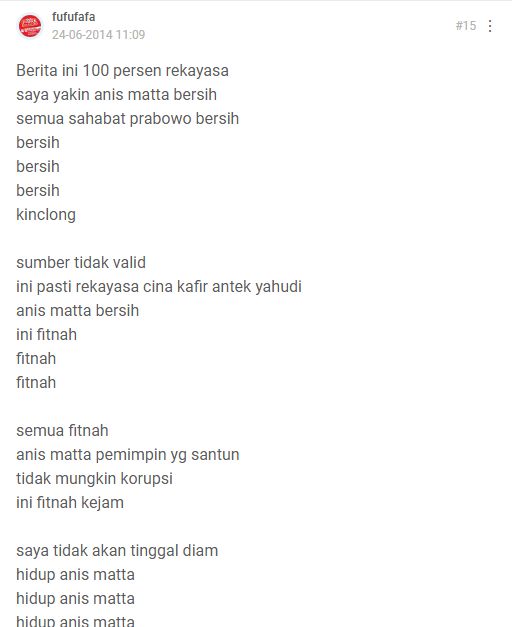 fufufafa
24-06-2014 11:09
#15
Berita ini 100 persen rekayasa
saya yakin anis matta bersih
semua sahabat prabowo bersih
bersih
bersih
bersih
kinclong
sumber tidak valid
ini pasti rekayasa cina kafir antek yahudi
anis matta bersih
ini fitnah
fitnah
fitnah
semua fitnah
anis matta pemimpin yg santun
tidak mungkin korupsi
ini fitnah kejam
saya tidak akan tinggal diam
hidup anis matta
hidup anis matta
hidup anis matta